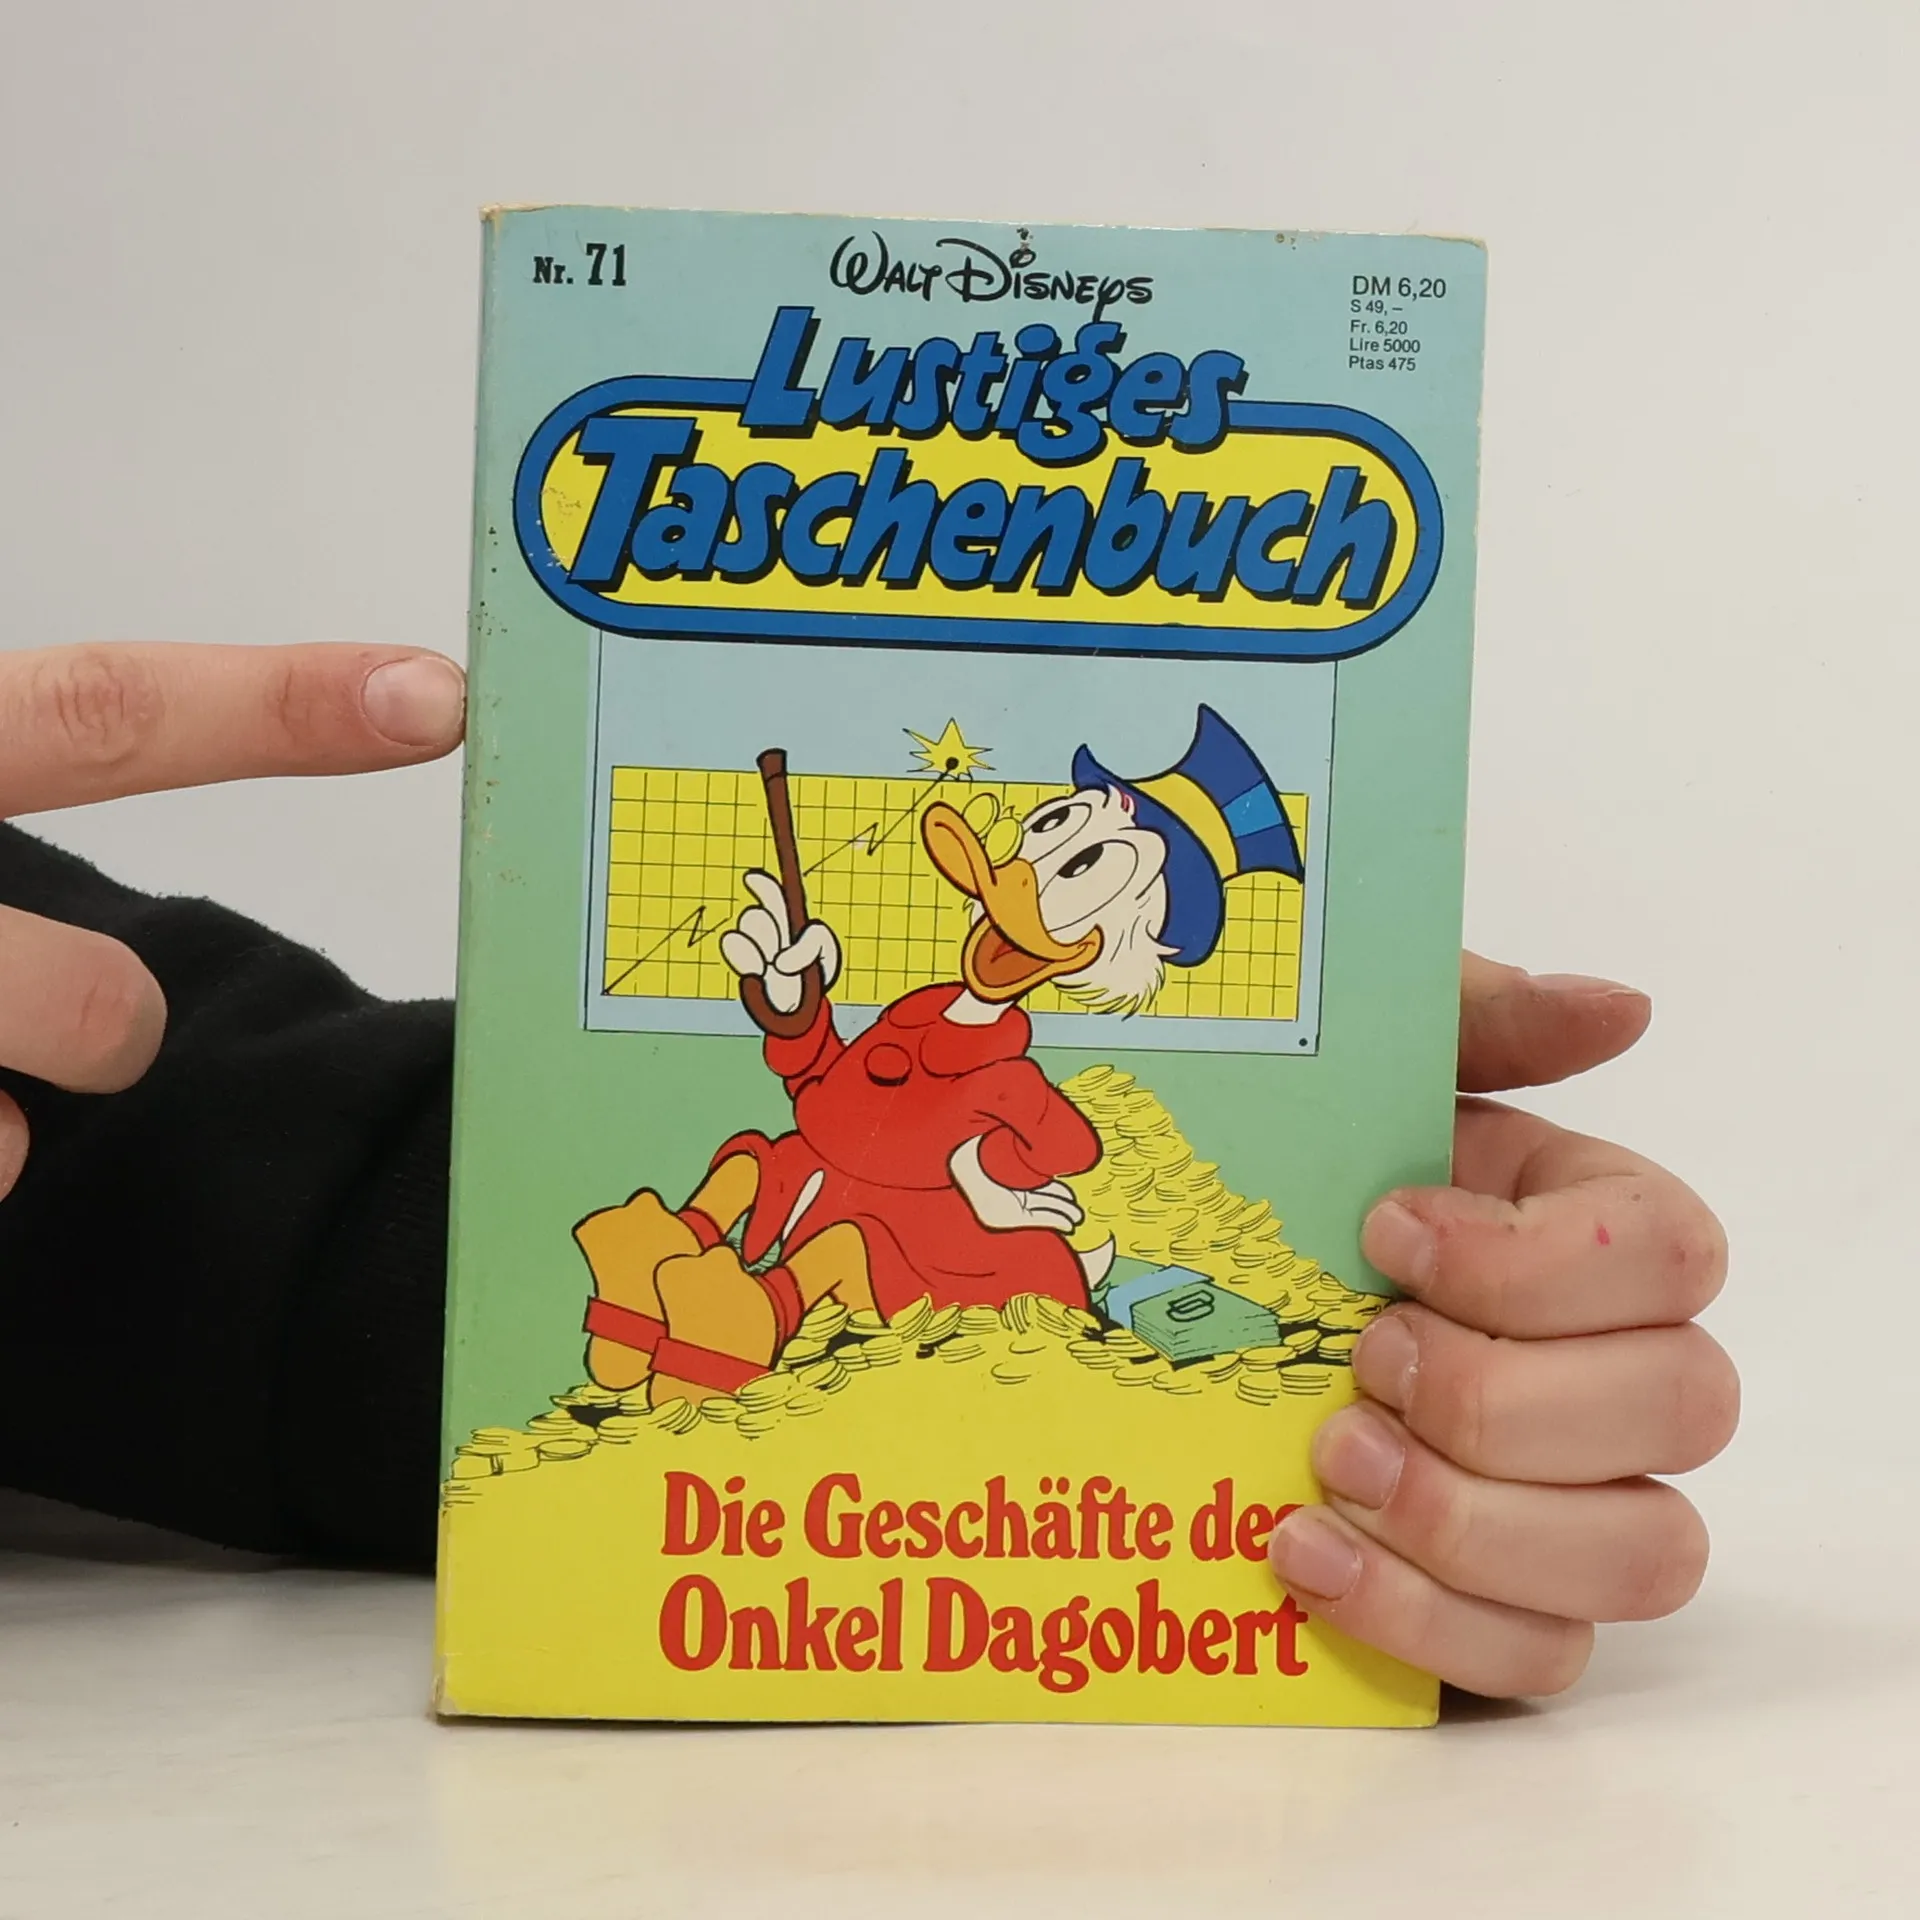 Nr. 71
WALT DISNEYS
DM 6,20
S 49,–
Fr. 6,20
Lire 5000
Ptas 475
Lustiges
Taschenbuch
Die Geschäfte des
Onkel Dagobert